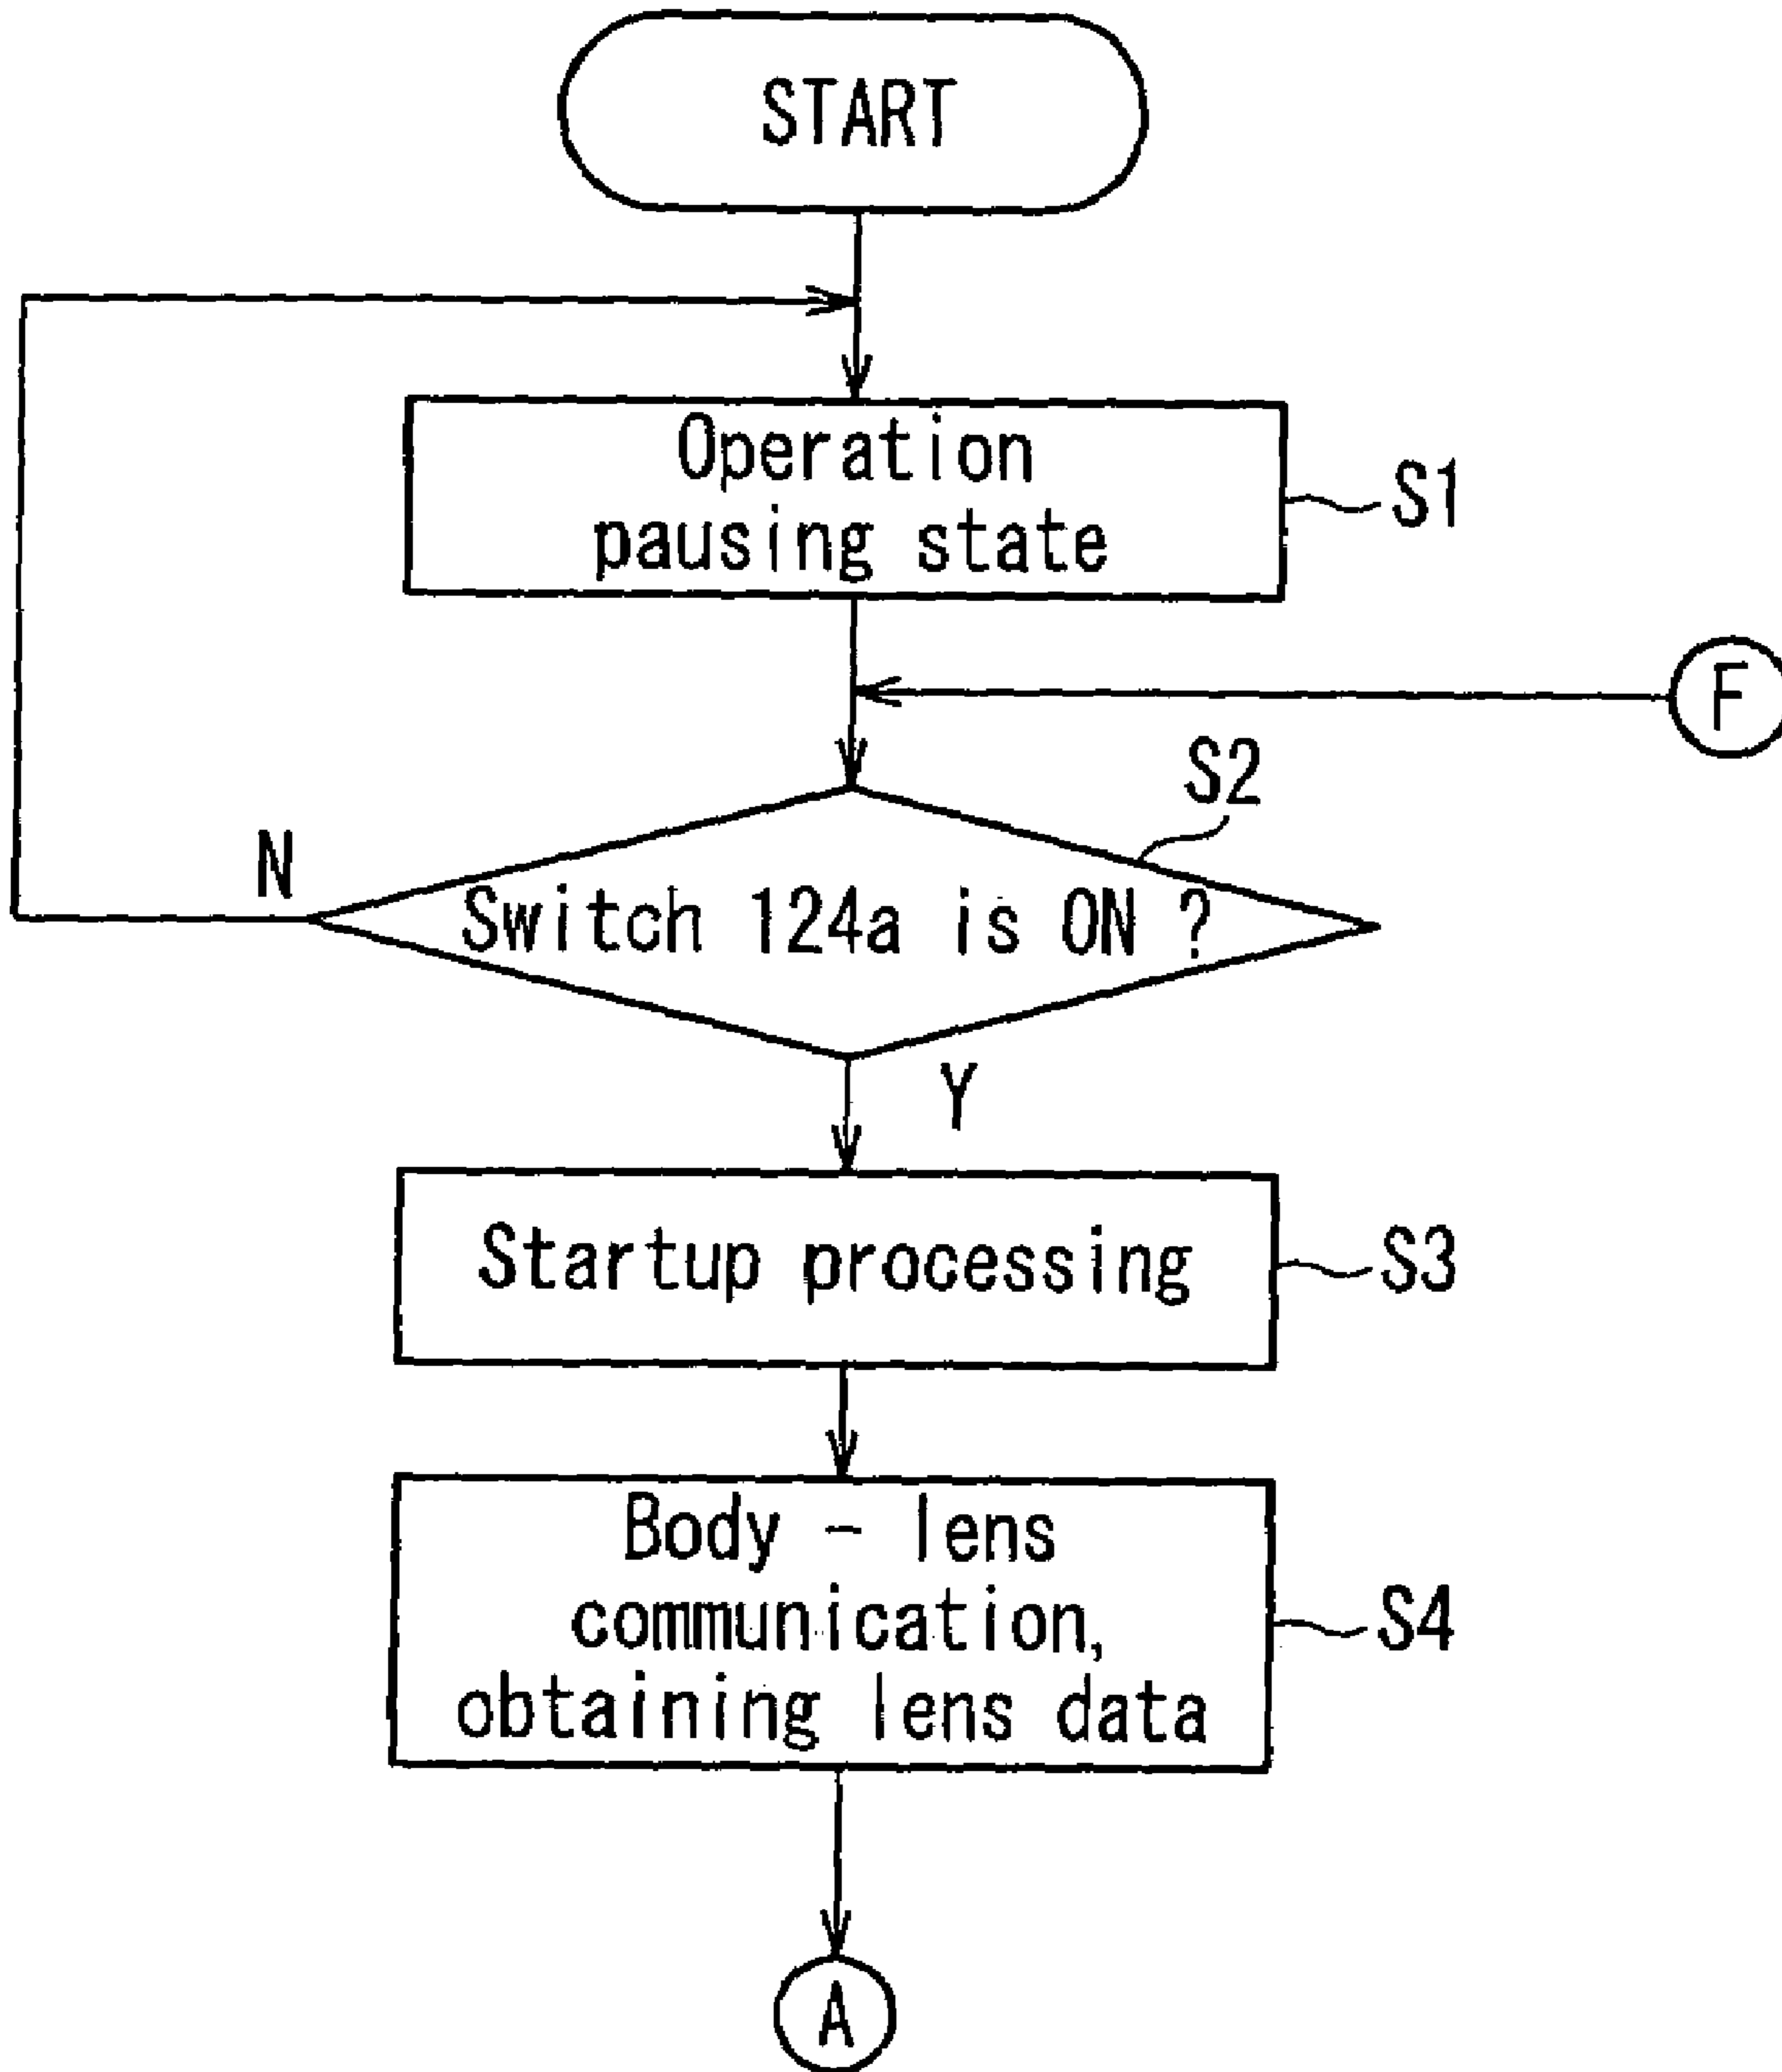 START
Operation
pausing state
S1
F
S2
N
Switch 124a is ON ?
Y
Startup processing
S3
Body - lens
communication,
obtaining lens data
S4
A